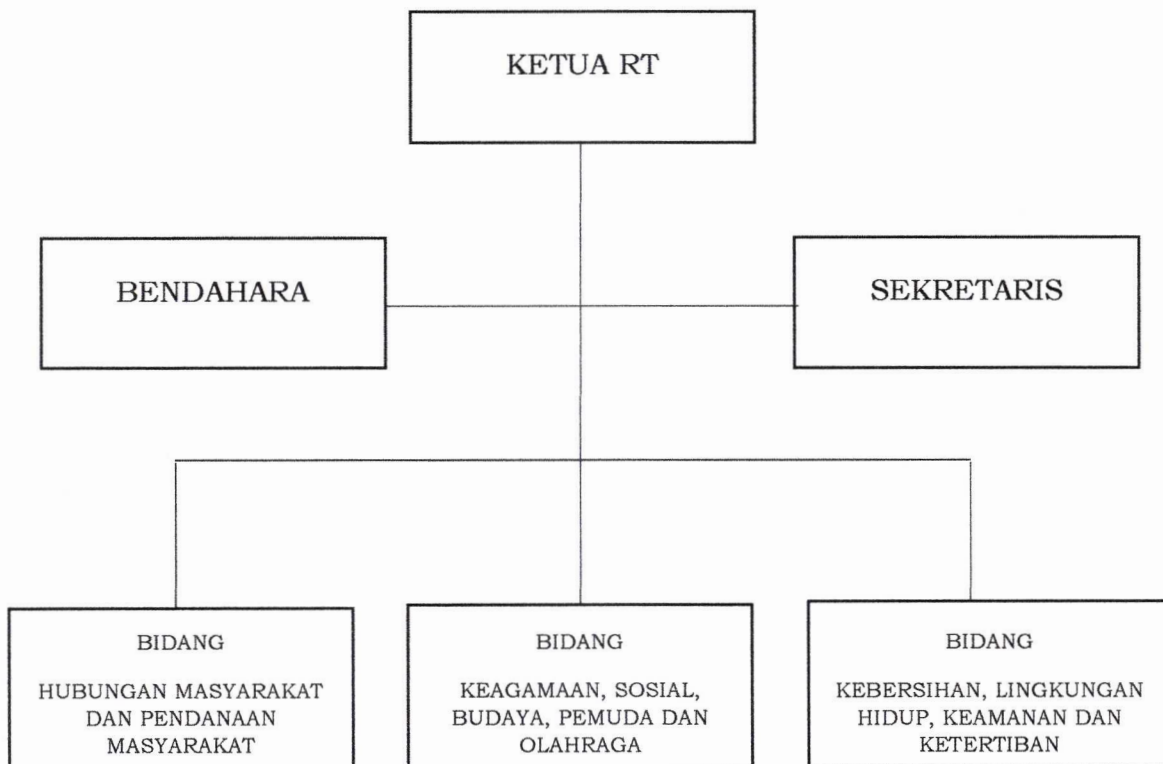 KETUA RT
BENDAHARA
SEKRETARIS
BIDANG
HUBUNGAN MASYARAKAT
DAN PENDANAAN
MASYARAKAT
BIDANG
KEAGAMAAN, SOSIAL,
BUDAYA, PEMUDA DAN
OLAHRAGA
BIDANG
KEBERSIHAN, LINGKUNGAN
HIDUP, KEAMANAN DAN
KETERTIBAN